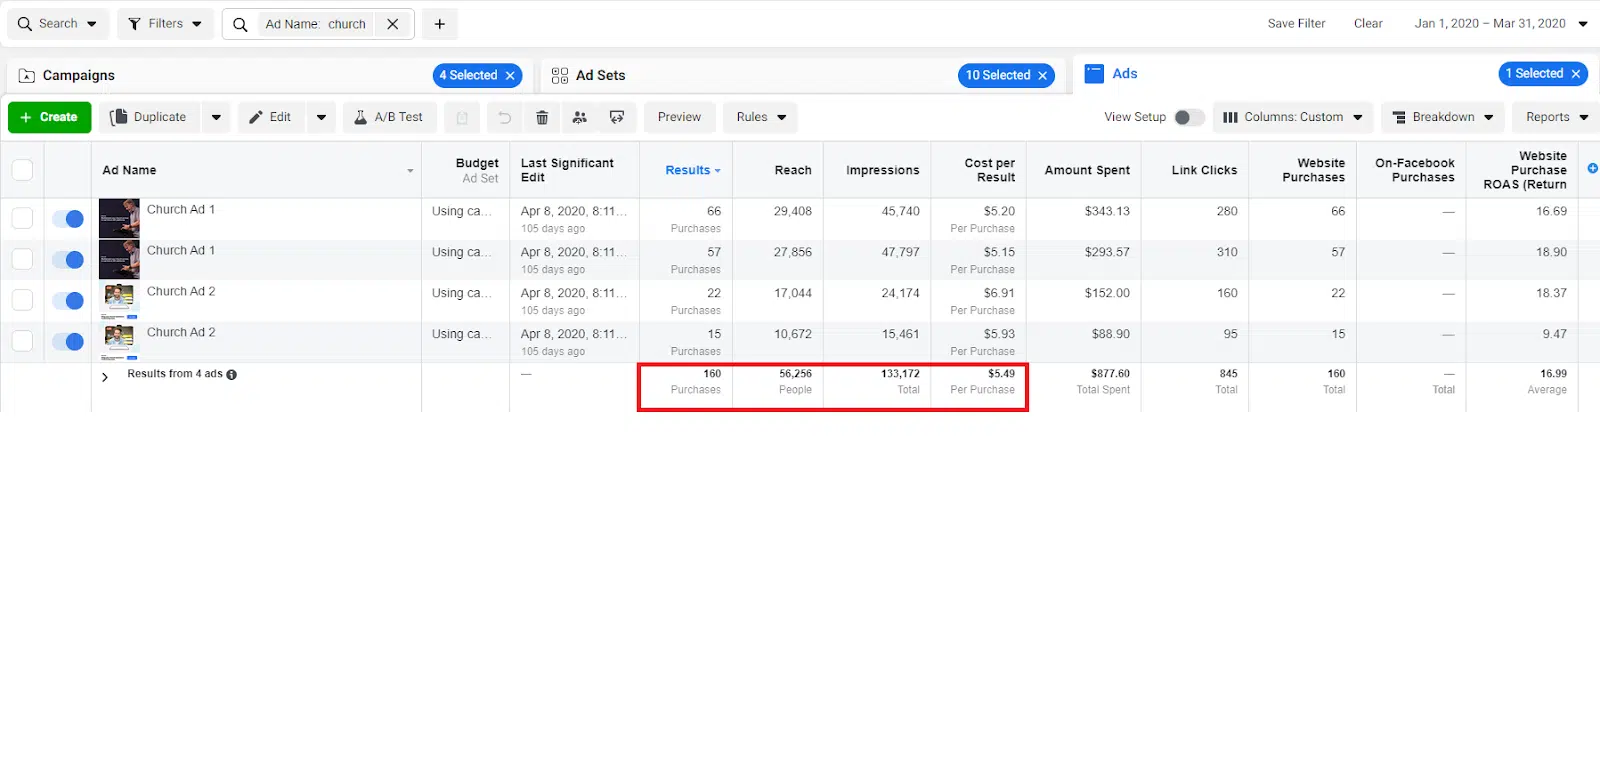 Search Filters Ad Name: church + Save Filter Clear Jan 1, 2020 – Mar 31, 2020
Campaigns 4 Selected × Ad Sets 10 Selected × Ads 1 Selected ×
+ Create Duplicate Edit A/B Test Preview Rules View Setup Columns: Custom Breakdown Reports
Ad Name Budget Ad Set Last Significant Edit Results Reach Impressions Cost per Result Amount Spent Link Clicks Website Purchases On-Facebook Purchases Website Purchase ROAS (Return
Church Ad 1 Using ca... Apr 8, 2020, 8:11... 66 29,408 45,740 $5.20 $343.13 280 66 — 16.69
105 days ago Purchases Per Purchase
Church Ad 1 Using ca... Apr 8, 2020, 8:11... 57 27,856 47,797 $5.15 $293.57 310 57 — 18.90
105 days ago Purchases Per Purchase
Church Ad 2 Using ca... Apr 8, 2020, 8:11... 22 17,044 24,174 $6.91 $152.00 160 22 — 18.37
105 days ago Purchases Per Purchase
Church Ad 2 Using ca... Apr 8, 2020, 8:11... 15 10,672 15,461 $5.93 $88.90 95 15 — 9.47
105 days ago Purchases Per Purchase
Results from 4 ads — 160 56,256 133,172 $5.49 $877.60 845 160 — 16.99
Purchases People Total Per Purchase Total Spent Total Total Total Average